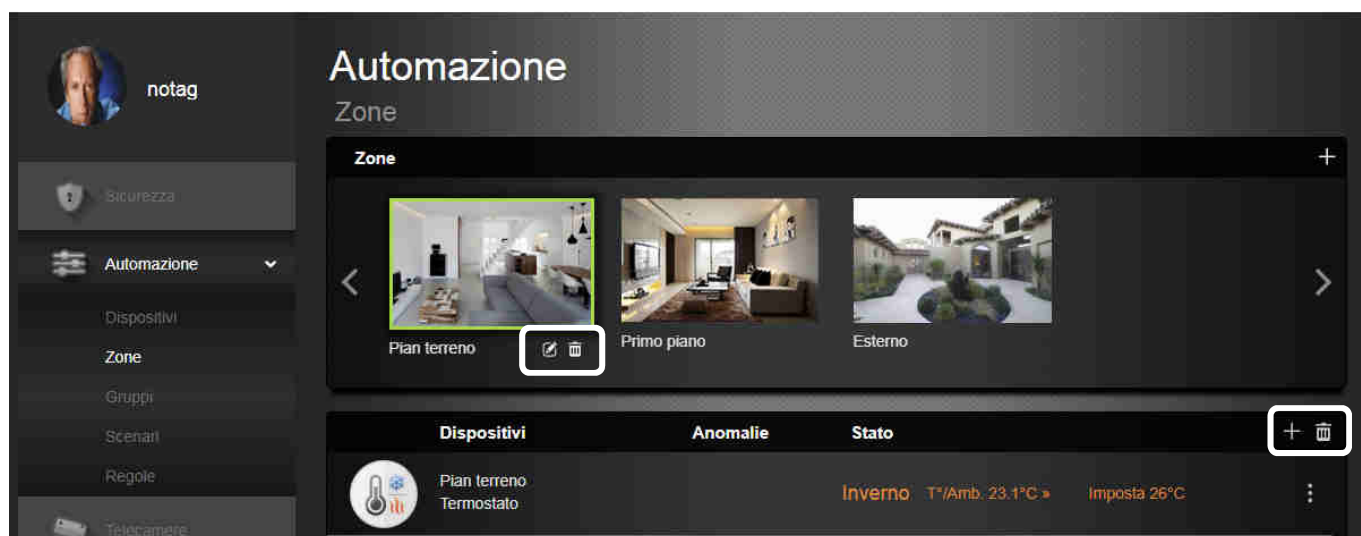 notag
Sicurezza
Automazione
Dispositivi
Zone
Gruppi
Scenari
Regole
Telecamere
Automazione
Zone
Zone +
Pian terreno
Primo piano
Esterno
Dispositivi Anomalie Stato +
Pian terreno
Termostato
Inverno T°/Amb. 23.1°C » Imposta 26°C